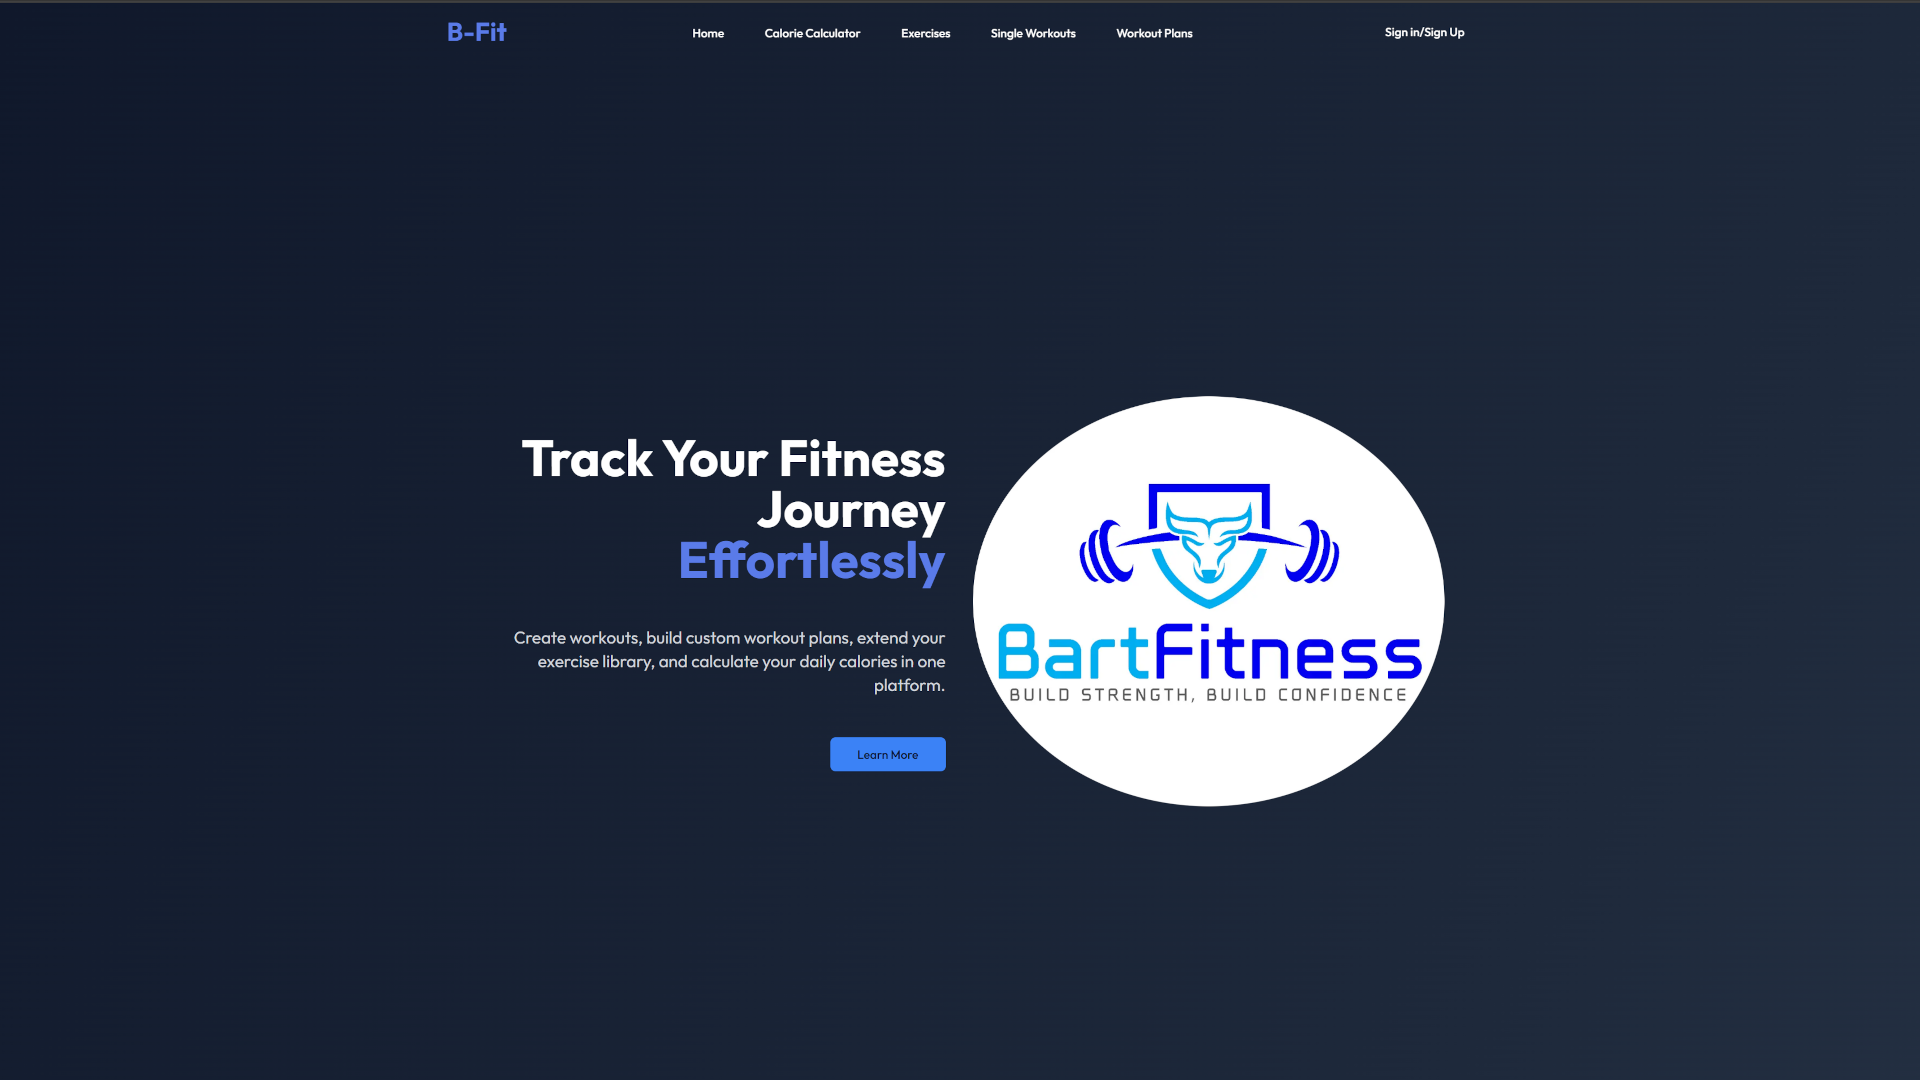 B-Fit
Home
Calorie Calculator
Exercises
Single Workouts
Workout Plans
Sign in/Sign Up
Track Your Fitness
Journey
Effortlessly
Create workouts, build custom workout plans, extend your
exercise library, and calculate your daily calories in one
platform.
Learn More
BartFitness
BUILD STRENGTH, BUILD CONFIDENCE